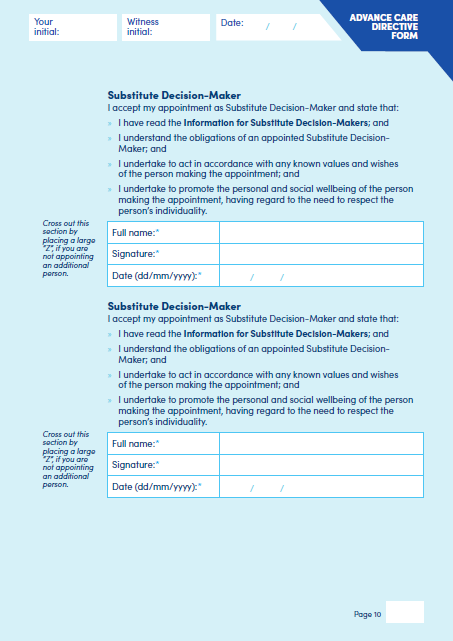 Your
initial:
Witness
initial:
Date: / /
ADVANCE CARE
DIRECTIVE
FORM
Substitute Decision-Maker
I accept my appointment as Substitute Decision-Maker and state that:
» I have read the Information for Substitute Decision-Makers; and
» I understand the obligations of an appointed Substitute Decision-
Maker; and
» I undertake to act in accordance with any known values and wishes
of the person making the appointment; and
» I undertake to promote the personal and social wellbeing of the person
making the appointment, having regard to the need to respect the
person's individuality.
Cross out this
section by
placing a large
"Z", if you are
not appointing
an additional
person.
Full name:*
Signature:*
Date (dd/mm/yyyy):* / /
Substitute Decision-Maker
I accept my appointment as Substitute Decision-Maker and state that:
» I have read the Information for Substitute Decision-Makers; and
» I understand the obligations of an appointed Substitute Decision-
Maker; and
» I undertake to act in accordance with any known values and wishes
of the person making the appointment; and
» I undertake to promote the personal and social wellbeing of the person
making the appointment, having regard to the need to respect the
person's individuality.
Cross out this
section by
placing a large
"Z", if you are
not appointing
an additional
person.
Full name:*
Signature:*
Date (dd/mm/yyyy):* / /
Page 10